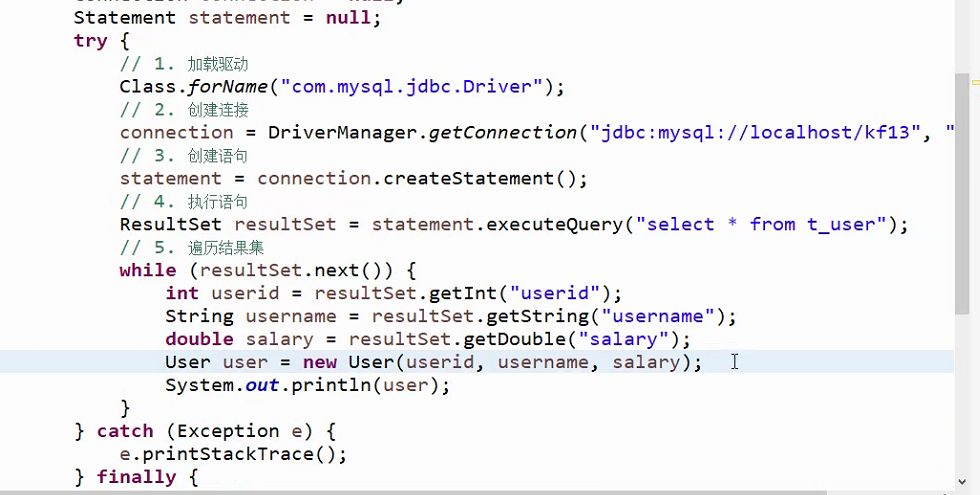 Statement statement = null;
try {
// 1. 加载驱动
Class.forName("com.mysql.jdbc.Driver");
// 2. 创建连接
connection = DriverManager.getConnection("jdbc:mysql://localhost/kf13", "
// 3. 创建语句
statement = connection.createStatement();
// 4. 执行语句
ResultSet resultSet = statement.executeQuery("select * from t_user");
// 5. 遍历结果集
while (resultSet.next()) {
int userid = resultSet.getInt("userid");
String username = resultSet.getString("username");
double salary = resultSet.getDouble("salary");
User user = new User(userid, username, salary);
System.out.println(user);
}
} catch (Exception e) {
e.printStackTrace();
} finally {